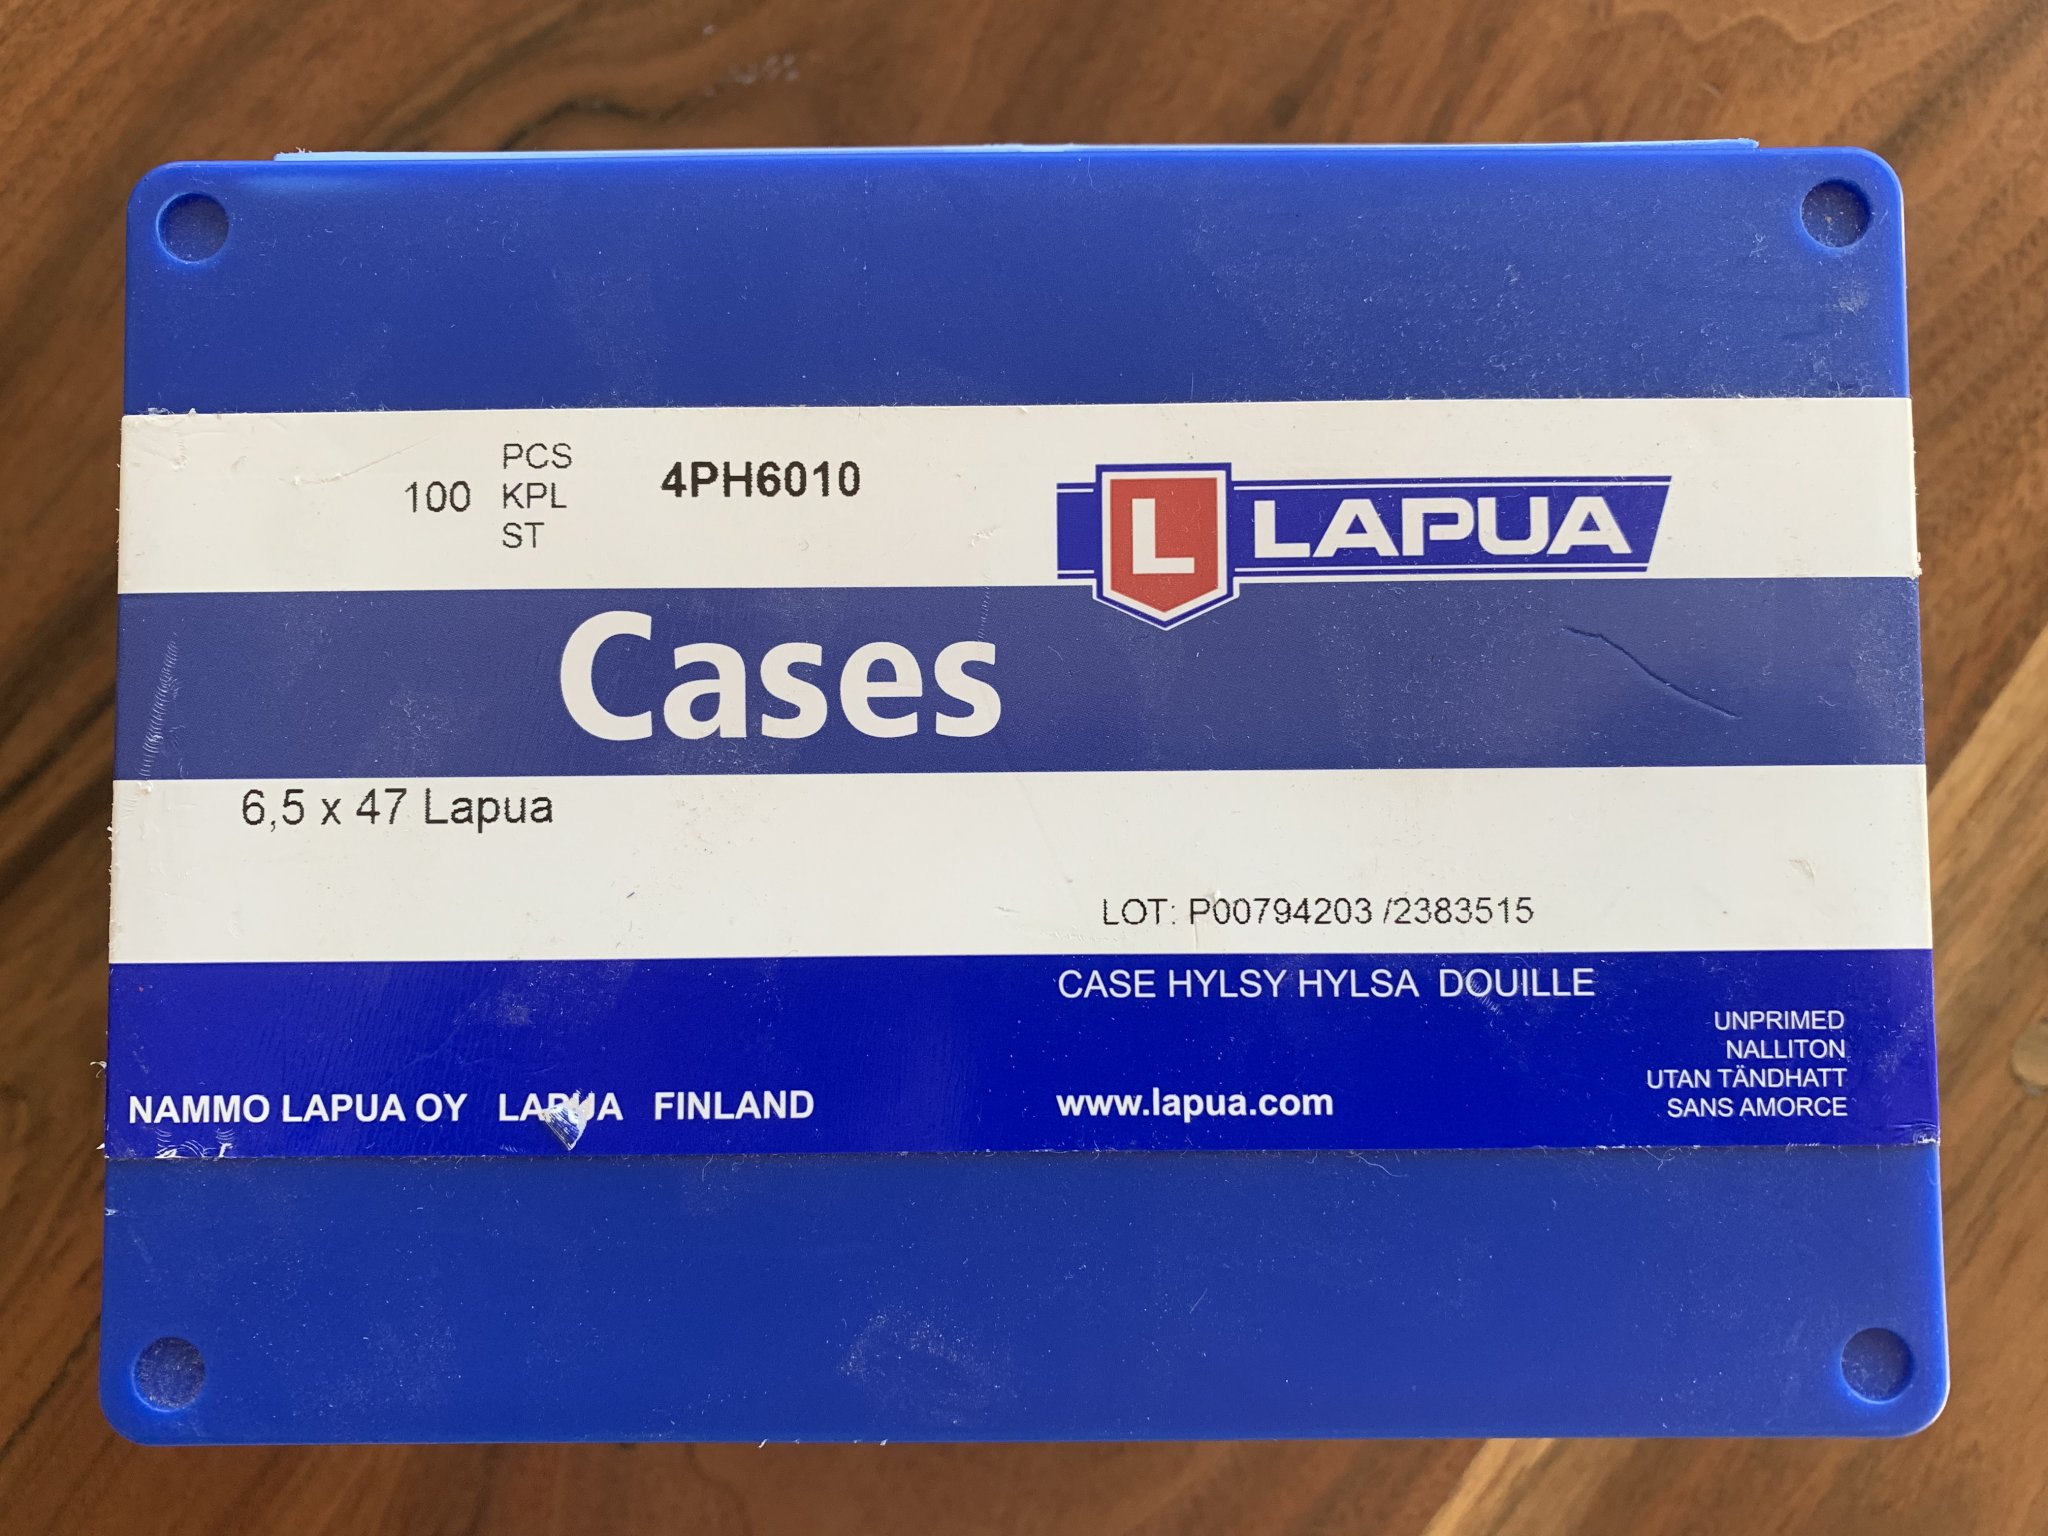 100 PCS
KPL
ST
4PH6010
L LAPUA
Cases
6,5 x 47 Lapua
LOT: P00794203 /2383515
CASE HYLSY HYLSA DOUILLE
UNPRIMED
NALLITON
UTAN TÄNDHATT
SANS AMORCE
NAMMO LAPUA OY LAPUA FINLAND
www.lapua.com